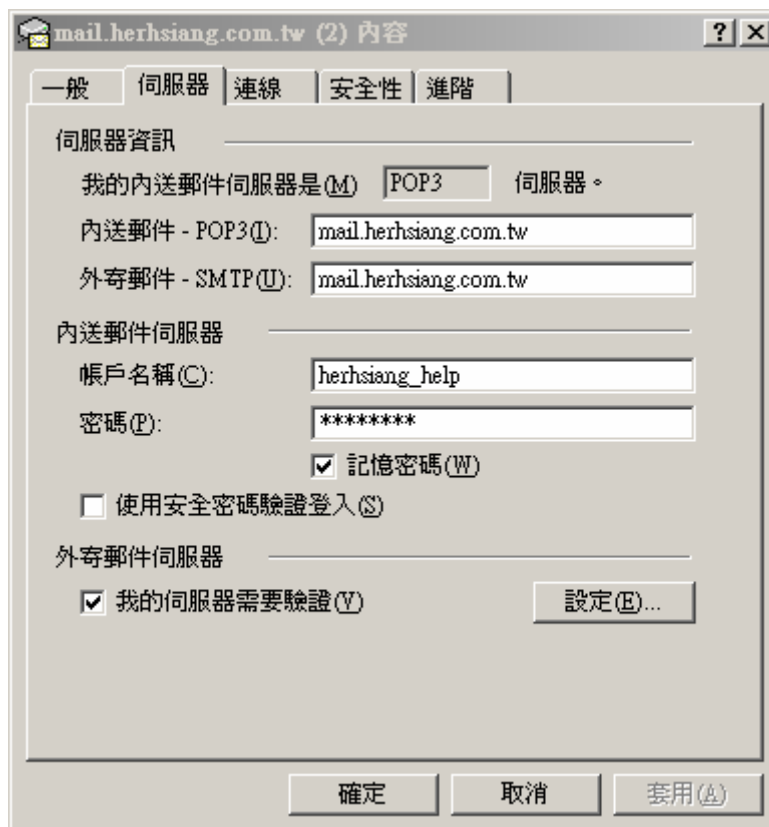 mail.herhsiang.com.tw (2) 內容
一般 伺服器 連線 安全性 進階
伺服器資訊
我的內送郵件伺服器是(M) POP3 伺服器。
內送郵件 - POP3(I): mail.herhsiang.com.tw
外寄郵件 - SMTP(U): mail.herhsiang.com.tw
內送郵件伺服器
帳戶名稱(C): herhsiang_help
密碼(P): ********
記憶密碼(W)
使用安全密碼驗證登入(S)
外寄郵件伺服器
我的伺服器需要驗證(V) 設定(E)...
確定 取消 套用(A)